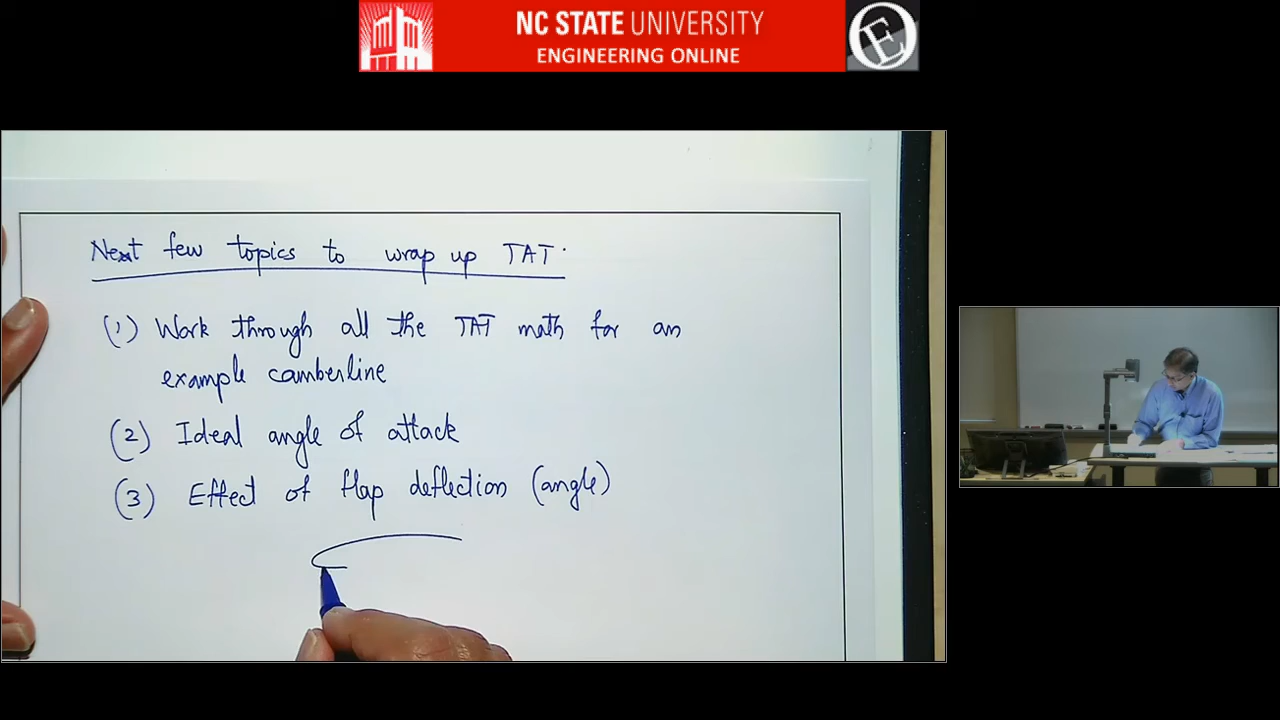 NC STATE UNIVERSITY
ENGINEERING ONLINE
Next few topics to wrap up TAT.
(1) Work through all the TAT math for an
example camberline
(2) Ideal angle of attack
(3) Effect of flap deflection (angle)